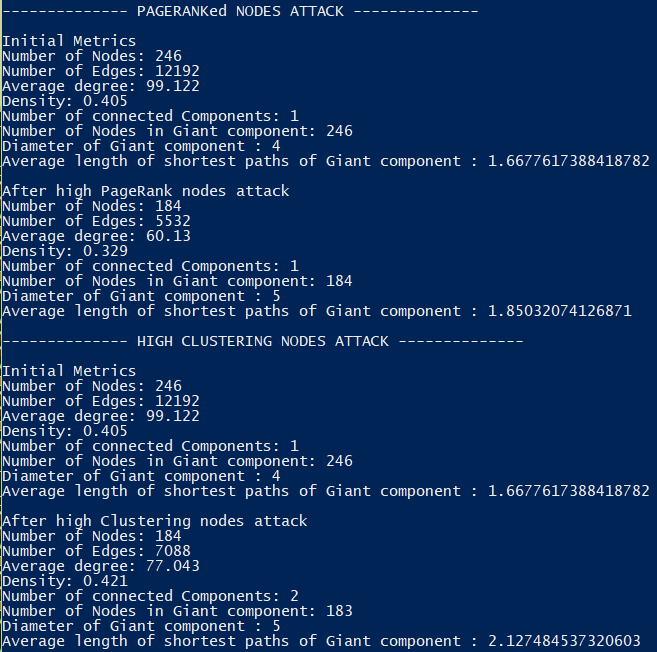 -------------- PAGERANKed NODES ATTACK --------------
Initial Metrics
Number of Nodes: 246
Number of Edges: 12192
Average degree: 99.122
Density: 0.405
Number of connected Components: 1
Number of Nodes in Giant component: 246
Diameter of Giant component : 4
Average length of shortest paths of Giant component : 1.6677617388418782
After high PageRank nodes attack
Number of Nodes: 184
Number of Edges: 5532
Average degree: 60.13
Density: 0.329
Number of connected Components: 1
Number of Nodes in Giant component: 184
Diameter of Giant component : 5
Average length of shortest paths of Giant component : 1.85032074126871
-------------- HIGH CLUSTERING NODES ATTACK --------------
Initial Metrics
Number of Nodes: 246
Number of Edges: 12192
Average degree: 99.122
Density: 0.405
Number of connected Components: 1
Number of Nodes in Giant component: 246
Diameter of Giant component : 4
Average length of shortest paths of Giant component : 1.6677617388418782
After high Clustering nodes attack
Number of Nodes: 184
Number of Edges: 7088
Average degree: 77.043
Density: 0.421
Number of connected Components: 2
Number of Nodes in Giant component: 183
Diameter of Giant component : 5
Average length of shortest paths of Giant component : 2.127484537320603